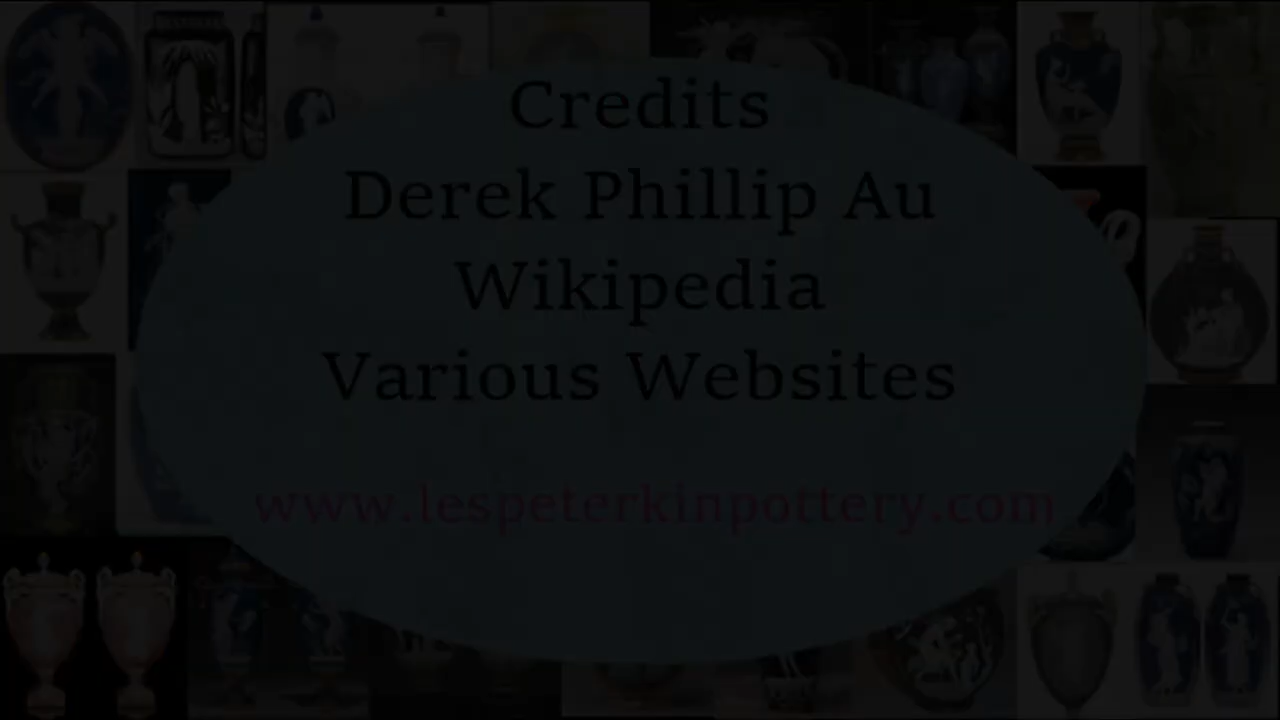 Credits
Derek Phillip Au
Wikipedia
Various Websites
www.lespeterkinpottery.com